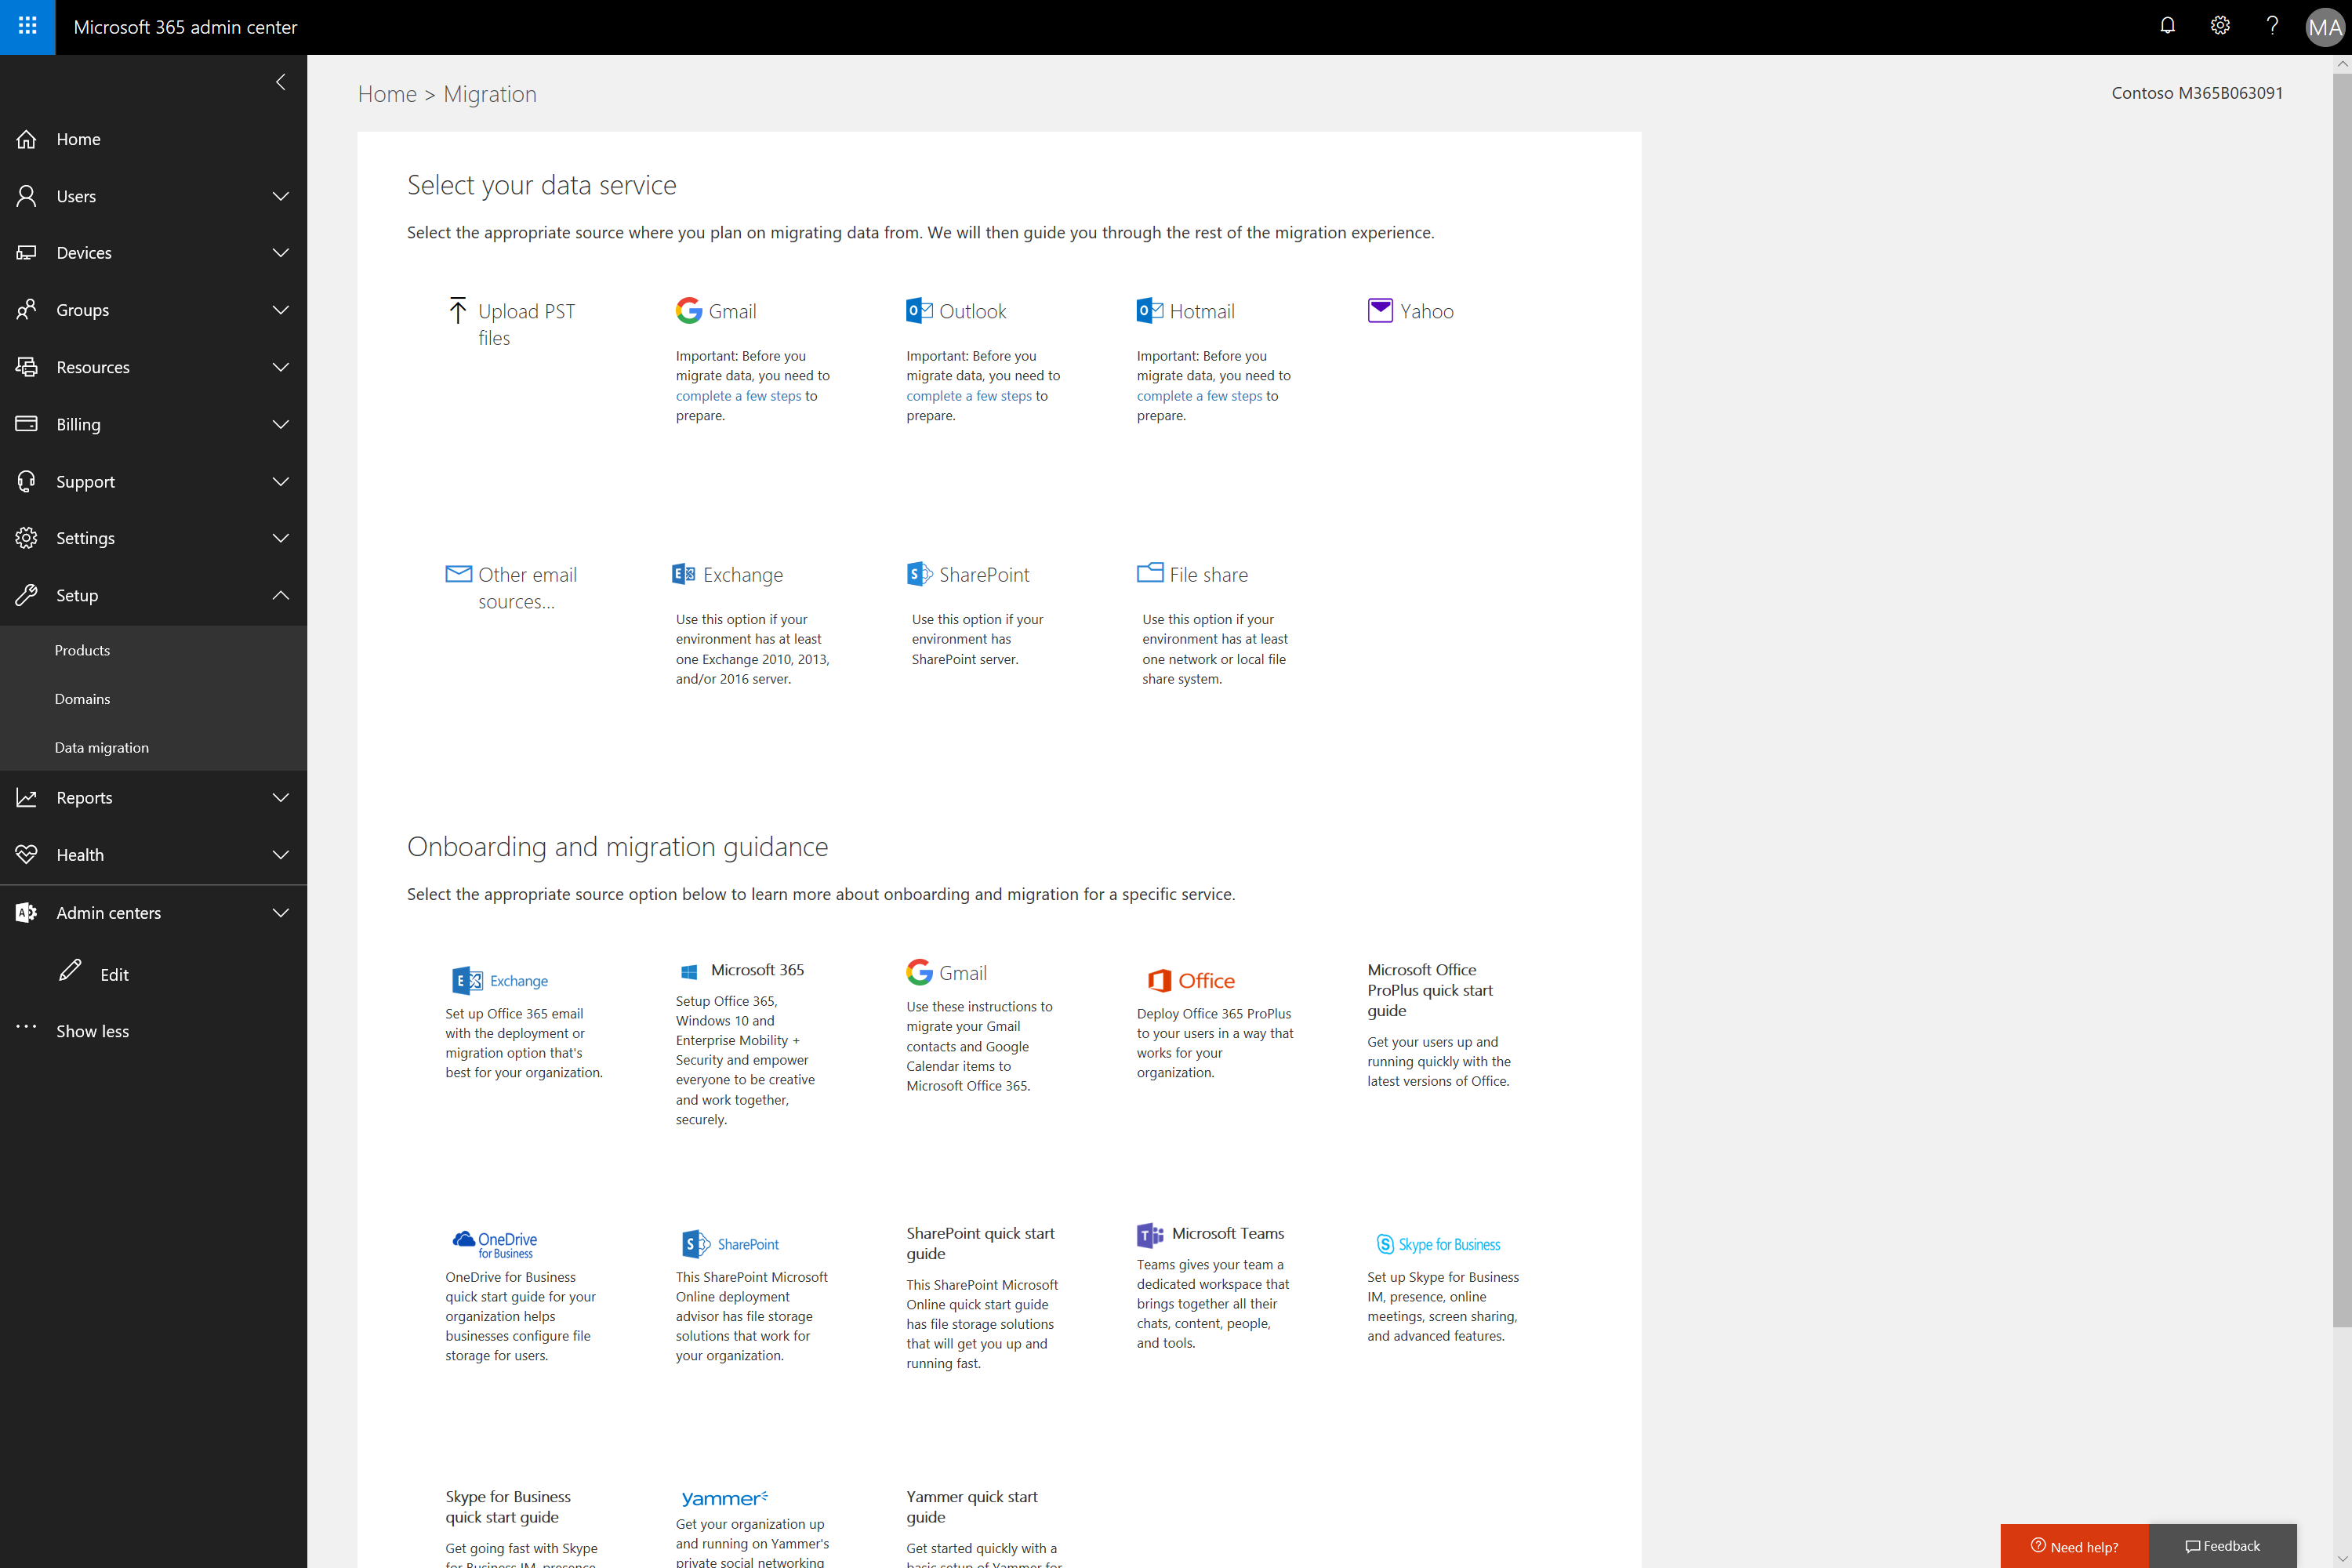 Microsoft 365 admin center
MA
Home > Migration
Contoso M365B063091
Home
Users
Devices
Groups
Resources
Billing
Support
Settings
Setup
Products
Domains
Data migration
Reports
Health
Admin centers
Edit
Show less
Select your data service
Select the appropriate source where you plan on migrating data from. We will then guide you through the rest of the migration experience.
Upload PST
files
Gmail
Important: Before you
migrate data, you need to
complete a few steps to
prepare.
Outlook
Important: Before you
migrate data, you need to
complete a few steps to
prepare.
Hotmail
Important: Before you
migrate data, you need to
complete a few steps to
prepare.
Yahoo
Other email
sources...
Exchange
Use this option if your
environment has at least
one Exchange 2010, 2013,
and/or 2016 server.
SharePoint
Use this option if your
environment has
SharePoint server.
File share
Use this option if your
environment has at least
one network or local file
share system.
Onboarding and migration guidance
Select the appropriate source option below to learn more about onboarding and migration for a specific service.
Exchange
Set up Office 365 email
with the deployment or
migration option that's
best for your organization.
Microsoft 365
Setup Office 365,
Windows 10 and
Enterprise Mobility +
Security and empower
everyone to be creative
and work together,
securely.
Gmail
Use these instructions to
migrate your Gmail
contacts and Google
Calendar items to
Microsoft Office 365.
Office
Deploy Office 365 ProPlus
to your users in a way that
works for your
organization.
Microsoft Office
ProPlus quick start
guide
Get your users up and
running quickly with the
latest versions of Office.
OneDrive
for Business
OneDrive for Business
quick start guide for your
organization helps
businesses configure file
storage for users.
SharePoint
This SharePoint Microsoft
Online deployment
advisor has file storage
solutions that work for
your organization.
SharePoint quick start
guide
This SharePoint Microsoft
Online quick start guide
has file storage solutions
that will get you up and
running fast.
Microsoft Teams
Teams gives your team a
dedicated workspace that
brings together all their
chats, content, people,
and tools.
Skype for Business
Set up Skype for Business
IM, presence, online
meetings, screen sharing,
and advanced features.
Skype for Business
quick start guide
Get going fast with Skype
for Business IM, presence
yammer
Get your organization up
and running on Yammer's
private social networking
Yammer quick start
guide
Get started quickly with a
basic setup of Yammer for
Need help?
Feedback